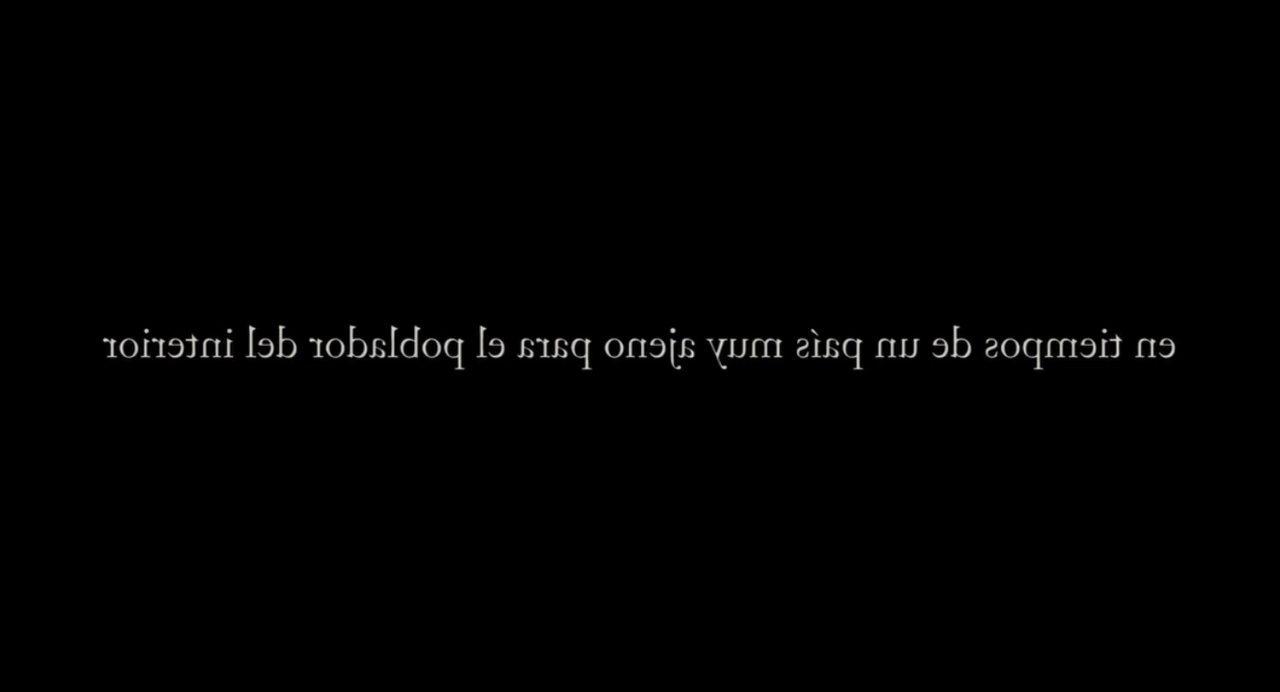 en tiempos de un país muy ajeno para el poblador del interior